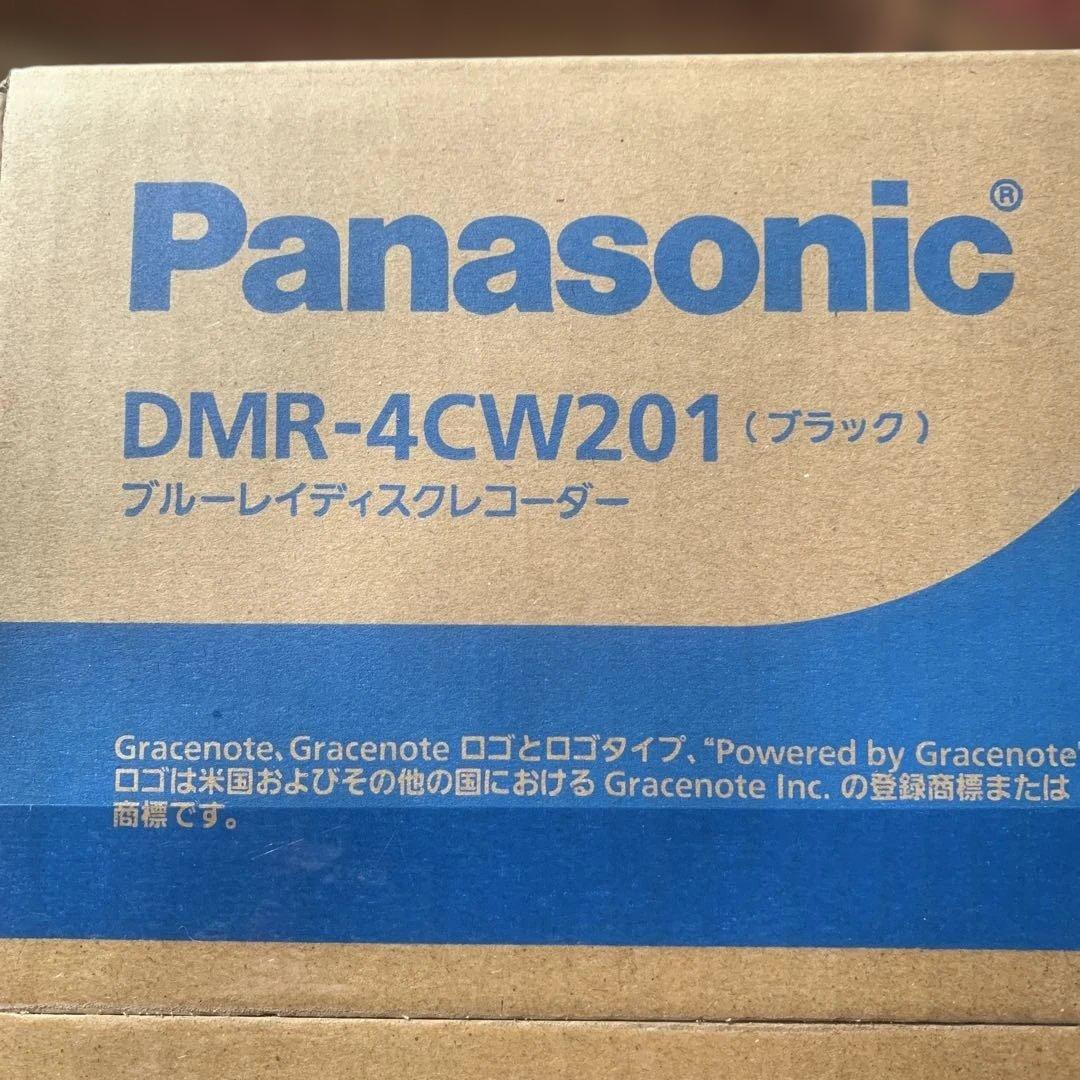 Panasonic®
DMR-4CW201（ブラック）
ブルーレイディスクレコーダー
Gracenote、Gracenote ロゴとロゴタイプ、“Powered by Gracenote”
ロゴは米国およびその他の国における Gracenote Inc. の登録商標または
商標です。